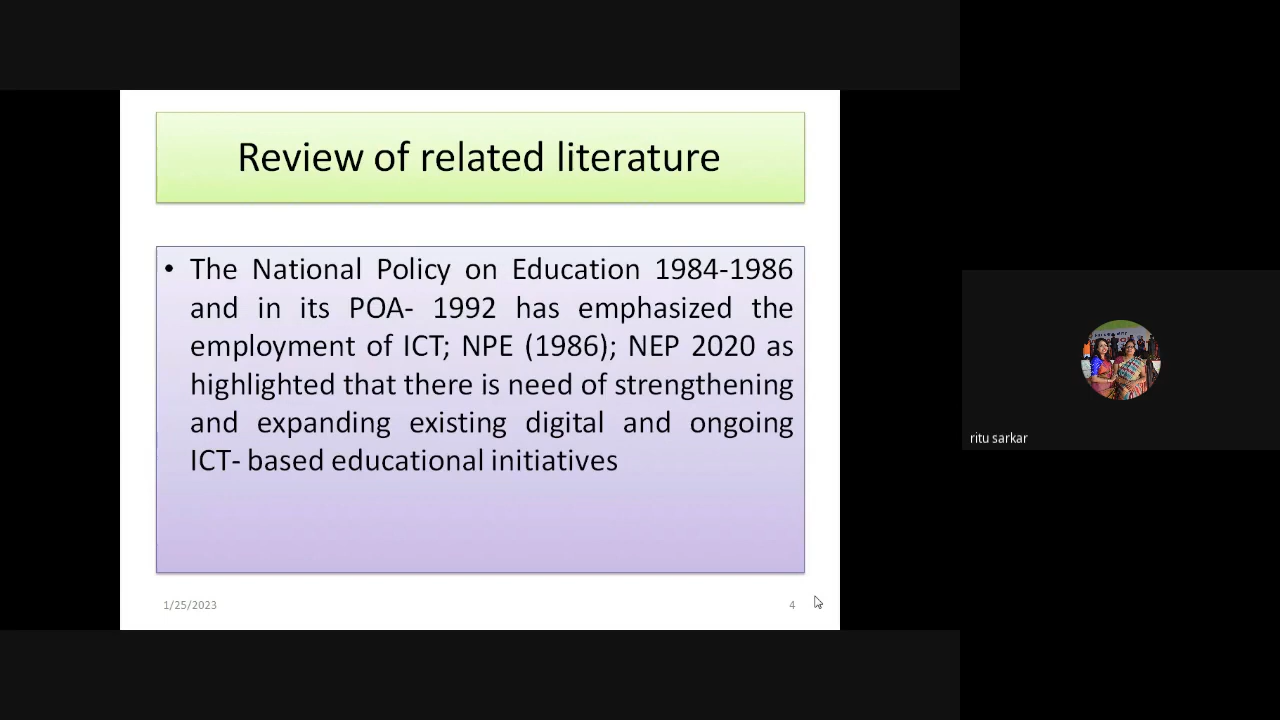 Review of related literature
• The National Policy on Education 1984-1986
and in its POA- 1992 has emphasized the
employment of ICT; NPE (1986); NEP 2020 as
highlighted that there is need of strengthening
and expanding existing digital and ongoing
ICT- based educational initiatives
1/25/2023
4
ritu sarkar